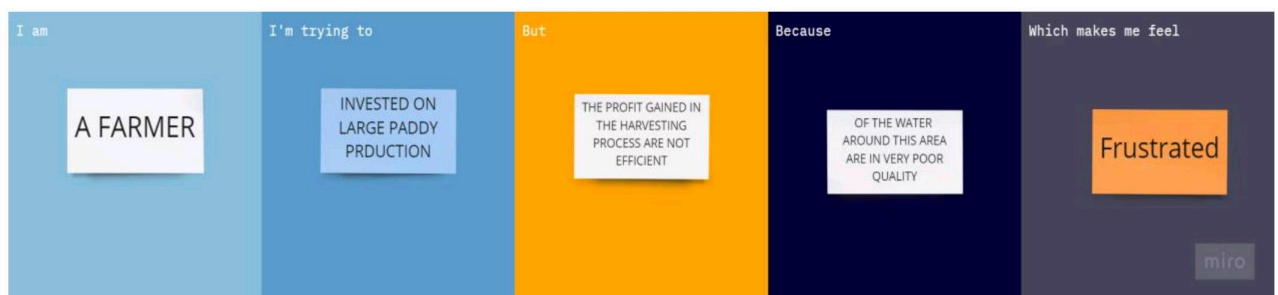 I am
A FARMER
I'm trying to
INVESTED ON
LARGE PADDY
PRDUCTION
But
THE PROFIT GAINED IN
THE HARVESTING
PROCESS ARE NOT
EFFICIENT
Because
OF THE WATER
AROUND THIS AREA
ARE IN VERY POOR
QUALITY
Which makes me feel
Frustrated
miro